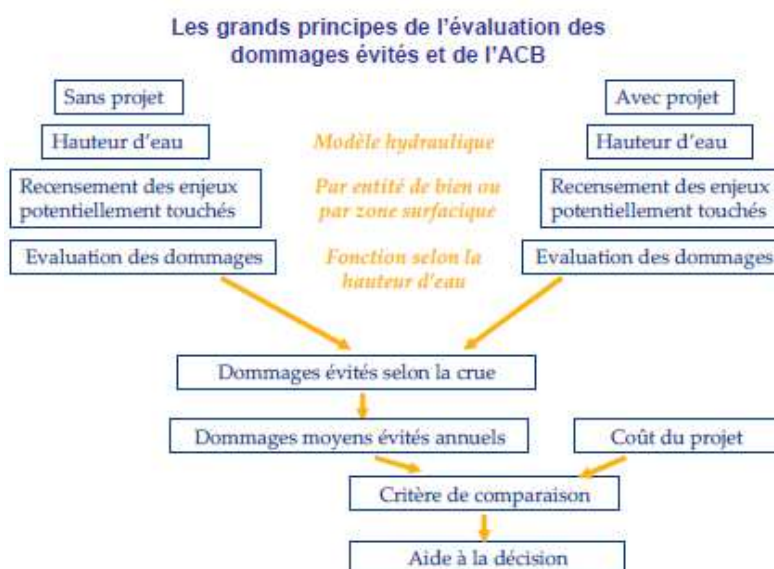 Les grands principes de l'évaluation des
dommages évités et de l'ACB
Sans projet
Avec projet
Hauteur d'eau
Modèle hydraulique
Hauteur d'eau
Recensement des enjeux
potentiellement touchés
Par entité de bien ou
par zone surfacique
Recensement des enjeux
potentiellement touchés
Evaluation des dommages
Fonction selon la
hauteur d'eau
Evaluation des dommages
Dommages évités selon la crue
Dommages moyens évités annuels
Coût du projet
Critère de comparaison
Aide à la décision